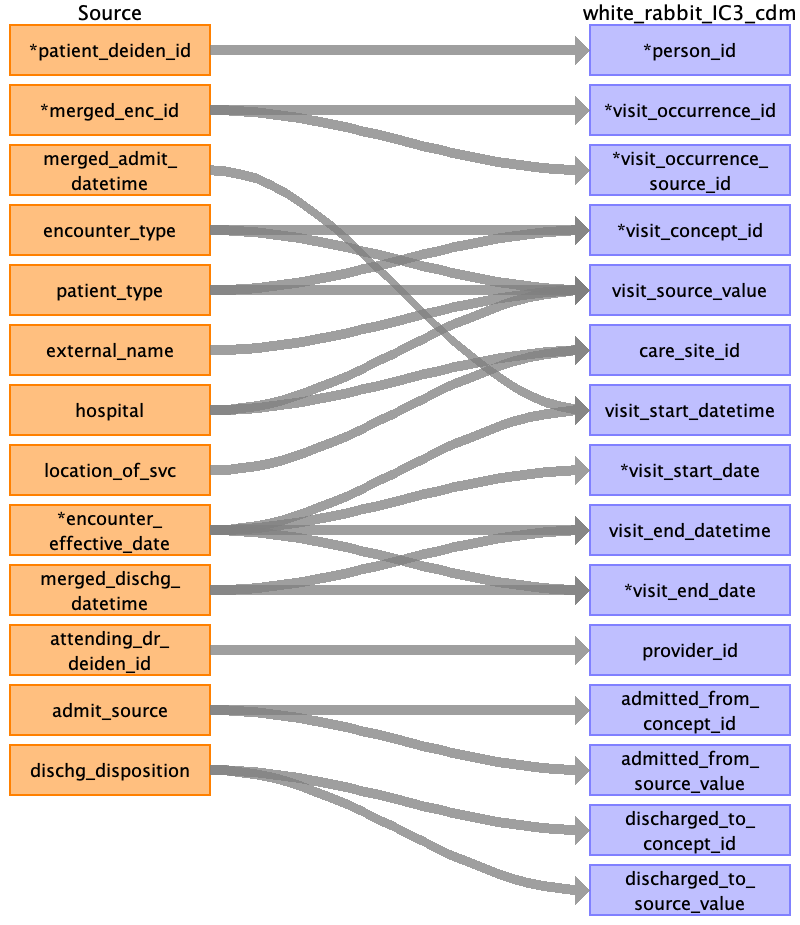 Source
white_rabbit_IC3_cdm
*patient_deiden_id
*person_id
*merged_enc_id
*visit_occurrence_id
merged_admit_
datetime
*visit_occurrence_
source_id
encounter_type
*visit_concept_id
patient_type
visit_source_value
external_name
care_site_id
hospital
visit_start_datetime
location_of_svc
*visit_start_date
*encounter_
effective_date
visit_end_datetime
merged_dischg_
datetime
*visit_end_date
attending_dr_
deiden_id
provider_id
admit_source
admitted_from_
concept_id
dischg_disposition
admitted_from_
source_value
discharged_to_
concept_id
discharged_to_
source_value